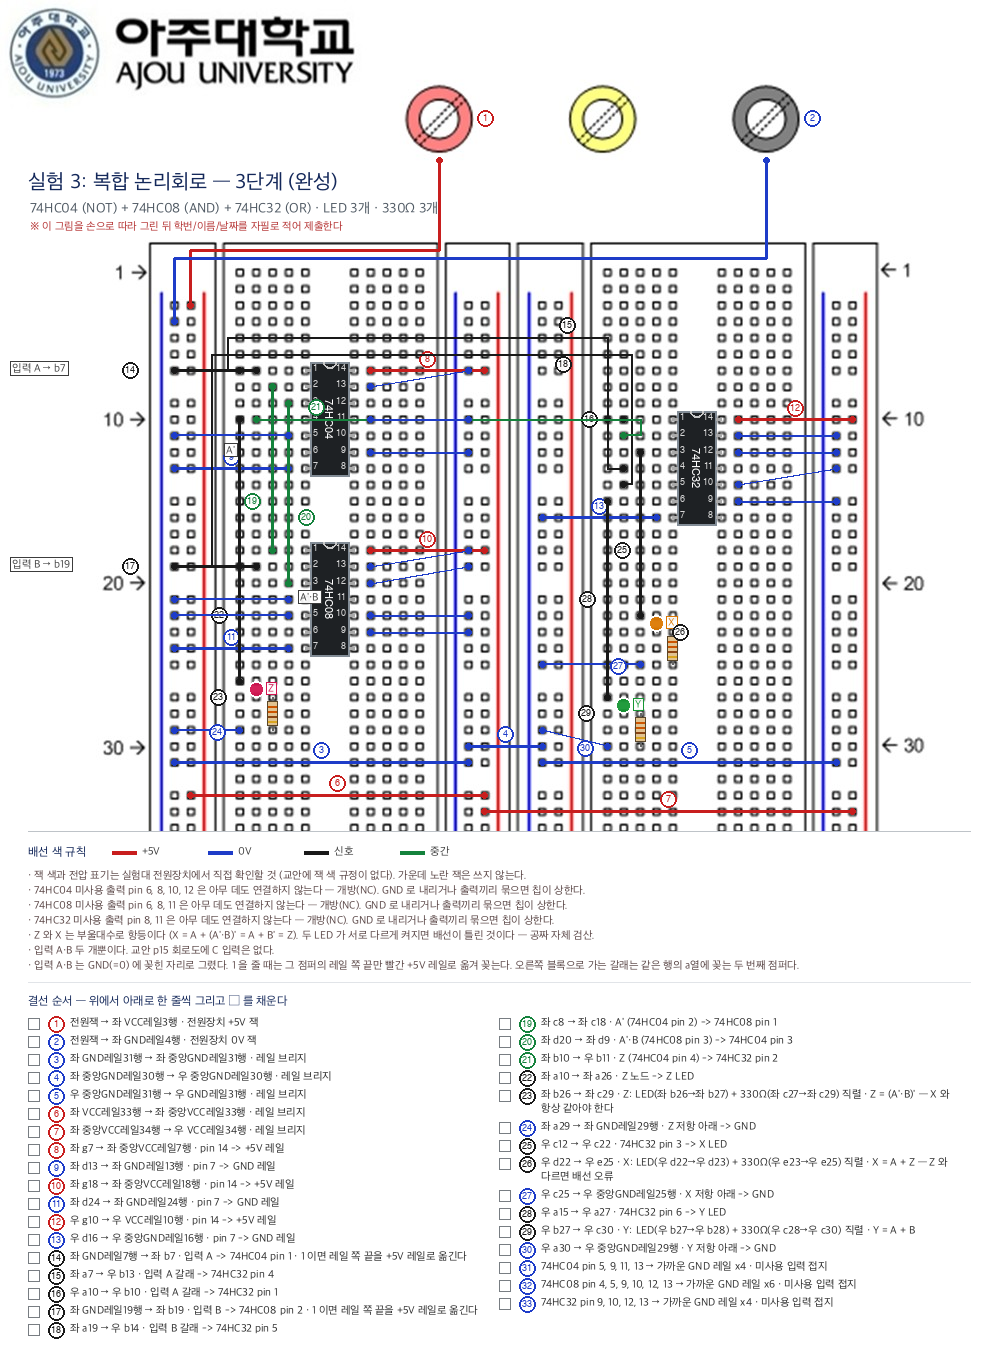 아주대학교
AJOU UNIVERSITY
AJOU UNIVERSITY
1973
1
2
실험 3: 복합 논리회로 — 3단계 (완성)
74HC04 (NOT) + 74HC08 (AND) + 74HC32 (OR) · LED 3개 · 330Ω 3개
※ 이 그림을 손으로 따라 그린 뒤 학번/이름/날짜를 자필로 적어 제출한다
1 →
← 1
15
8
18
입력 A → b7
14
12
10 →
← 10
16
21
74HC04
74HC32
A'
9
19
20
13
10
25
입력 B → b19
17
20 →
← 20
A'·B
74HC08
28
22
11
X
26
27
Z
23
Y
29
24
4
3
30
5
30 →
← 30
6
7
배선 색 규칙
+5V
0V
신호
중간
· 잭 색과 전압 표기는 실험대 전원장치에서 직접 확인할 것 (교안에 잭 색 규정이 없다). 가운데 노란 잭은 쓰지 않는다.
· 74HC04 미사용 출력 pin 6, 8, 10, 12 은 아무 데도 연결하지 않는다 — 개방(NC). GND 로 내리거나 출력끼리 묶으면 칩이 상한다.
· 74HC08 미사용 출력 pin 6, 8, 11 은 아무 데도 연결하지 않는다 — 개방(NC). GND 로 내리거나 출력끼리 묶으면 칩이 상한다.
· 74HC32 미사용 출력 pin 8, 11 은 아무 데도 연결하지 않는다 — 개방(NC). GND 로 내리거나 출력끼리 묶으면 칩이 상한다.
· Z 와 X 는 부울대수로 항등이다 (X = A + (A'·B)' = A + B' = Z). 두 LED 가 서로 다르게 켜지면 배선이 틀린 것이다 — 공짜 자체 검산.
· 입력 A·B 두 개뿐이다. 교안 p15 회로도에 C 입력은 없다.
· 입력 A·B 는 GND(=0) 에 꽂힌 자리로 그렸다. 1을 줄 때는 그 점퍼의 레일 쪽 끝만 빨간 +5V 레일로 옮겨 꽂는다. 오른쪽 블록으로 가는 갈래는 같은 행의 a열에 꽂는 두 번째 점퍼다.
결선 순서 — 위에서 아래로 한 줄씩 그리고 □ 를 채운다
1 전원잭 → 좌 VCC레일3행 · 전원장치 +5V 잭
2 전원잭 → 좌 GND레일4행 · 전원장치 0V 잭
3 좌 GND레일31행 → 좌 중앙GND레일31행 · 레일 브리지
4 좌 중앙GND레일30행 → 우 중앙GND레일30행 · 레일 브리지
5 우 중앙GND레일31행 → 우 GND레일31행 · 레일 브리지
6 좌 VCC레일33행 → 좌 중앙VCC레일33행 · 레일 브리지
7 좌 중앙VCC레일34행 → 우 VCC레일34행 · 레일 브리지
8 좌 g7 → 좌 중앙VCC레일7행 · pin 14 -> +5V 레일
9 좌 d13 → 좌 GND레일13행 · pin 7 -> GND 레일
10 좌 g18 → 좌 중앙VCC레일18행 · pin 14 -> +5V 레일
11 좌 d24 → 좌 GND레일24행 · pin 7 -> GND 레일
12 우 g10 → 우 VCC레일10행 · pin 14 -> +5V 레일
13 우 d16 → 우 중앙GND레일16행 · pin 7 -> GND 레일
14 좌 GND레일7행 → 좌 b7 · 입력 A -> 74HC04 pin 1 · 1 이면 레일 쪽 끝을 +5V 레일로 옮긴다
15 좌 a7 → 우 b13 · 입력 A 갈래 -> 74HC32 pin 4
16 우 a10 → 우 b10 · 입력 A 갈래 -> 74HC32 pin 1
17 좌 GND레일19행 → 좌 b19 · 입력 B -> 74HC08 pin 2 · 1 이면 레일 쪽 끝을 +5V 레일로 옮긴다
18 좌 a19 → 우 b14 · 입력 B 갈래 -> 74HC32 pin 5
19 좌 c8 → 좌 c18 · A' (74HC04 pin 2) -> 74HC08 pin 1
20 좌 d20 → 좌 d9 · A'·B (74HC08 pin 3) -> 74HC04 pin 3
21 좌 b10 → 우 b11 · Z (74HC04 pin 4) -> 74HC32 pin 2
22 좌 a10 → 좌 a26 · Z 노드 -> Z LED
23 좌 b26 → 좌 c29 · Z: LED(좌 b26→좌 b27) + 330Ω(좌 c27→좌 c29) 직렬 · Z = (A'·B)' — X 와
항상 같아야 한다
24 좌 a29 → 좌 GND레일29행 · Z 저항 아래 -> GND
25 우 c12 → 우 c22 · 74HC32 pin 3 -> X LED
26 우 d22 → 우 e25 · X: LED(우 d22→우 d23) + 330Ω(우 e23→우 e25) 직렬 · X = A + Z — Z 와
다르면 배선 오류
27 우 c25 → 우 중앙GND레일25행 · X 저항 아래 -> GND
28 우 a15 → 우 a27 · 74HC32 pin 6 -> Y LED
29 우 b27 → 우 c30 · Y: LED(우 b27→우 b28) + 330Ω(우 c28→우 c30) 직렬 · Y = A + B
30 우 a30 → 우 중앙GND레일29행 · Y 저항 아래 -> GND
31 74HC04 pin 5, 9, 11, 13 → 가까운 GND 레일 x4 · 미사용 입력 접지
32 74HC08 pin 4, 5, 9, 10, 12, 13 → 가까운 GND 레일 x6 · 미사용 입력 접지
33 74HC32 pin 9, 10, 12, 13 → 가까운 GND 레일 x4 · 미사용 입력 접지